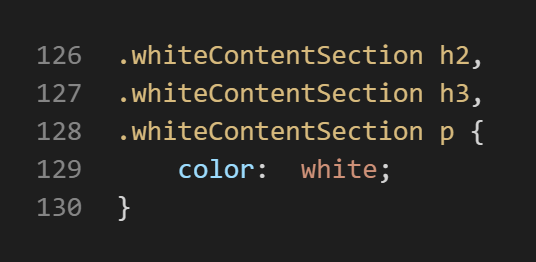 126 .whiteContentSection h2,
127 .whiteContentSection h3,
128 .whiteContentSection p {
129     color:  white;
130 }